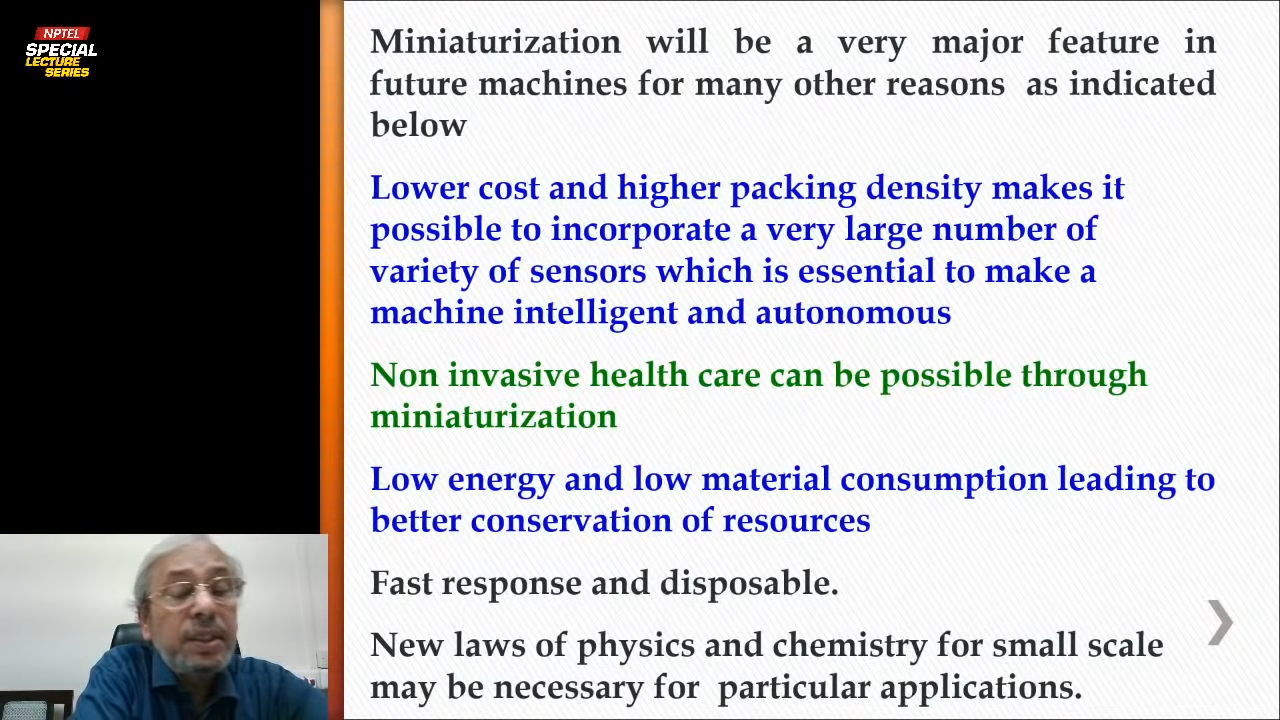 NPTEL
SPECIAL
LECTURE
SERIES
Miniaturization will be a very major feature in
future machines for many other reasons as indicated
below
Lower cost and higher packing density makes it
possible to incorporate a very large number of
variety of sensors which is essential to make a
machine intelligent and autonomous
Non invasive health care can be possible through
miniaturization
Low energy and low material consumption leading to
better conservation of resources
Fast response and disposable.
New laws of physics and chemistry for small scale
may be necessary for particular applications.